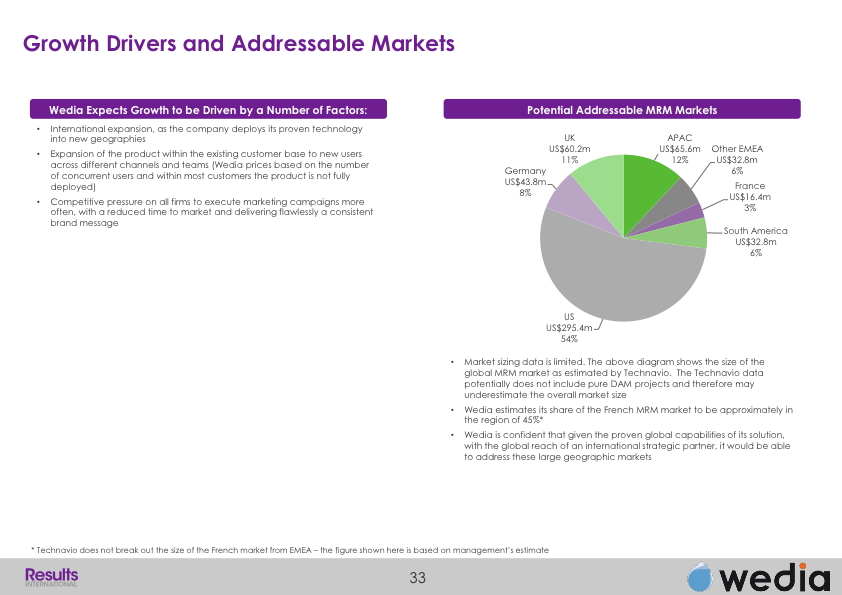 Growth Drivers and Addressable Markets
Wedia Expects Growth to be Driven by a Number of Factors:
• International expansion, as the company deploys its proven technology
into new geographies
• Expansion of the product within the existing customer base to new users
across different channels and teams (Wedia prices based on the number
of concurrent users and within most customers the product is not fully
deployed)
• Competitive pressure on all firms to execute marketing campaigns more
often, with a reduced time to market and delivering flawlessly a consistent
brand message
Potential Addressable MRM Markets
UK
US$60.2m
11%
APAC
US$65.6m
12%
Other EMEA
US$32.8m
6%
Germany
US$43.8m
8%
France
US$16.4m
3%
South America
US$32.8m
6%
US
US$295.4m
54%
• Market sizing data is limited. The above diagram shows the size of the
global MRM market as estimated by Technavio. The Technavio data
potentially does not include pure DAM projects and therefore may
underestimate the overall market size
• Wedia estimates its share of the French MRM market to be approximately in
the region of 45%*
• Wedia is confident that given the proven global capabilities of its solution,
with the global reach of an international strategic partner, it would be able
to address these large geographic markets
* Technavio does not break out the size of the French market from EMEA – the figure shown here is based on management's estimate
Results
INTERNATIONAL
33
wedia